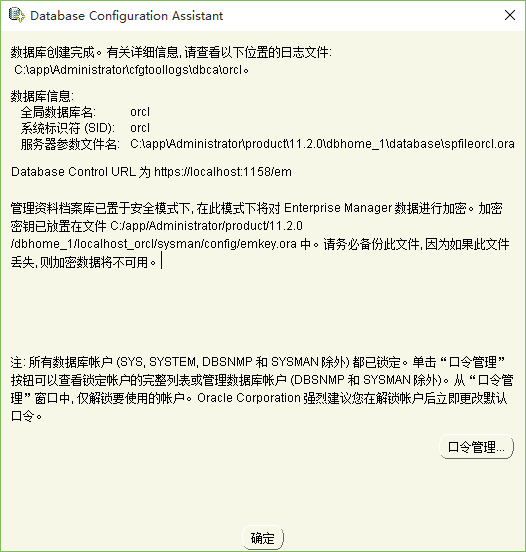 Database Configuration Assistant
数据库创建完成。有关详细信息, 请查看以下位置的日志文件:
C:\app\Administrator\cfgtoollogs\dbca\orcl。
数据库信息:
全局数据库名: orcl
系统标识符 (SID): orcl
服务器参数文件名: C:\app\Administrator\product\11.2.0\dbhome_1\database\spfileorcl.ora
Database Control URL 为 https://localhost:1158/em
管理资料档案库已置于安全模式下, 在此模式下将对 Enterprise Manager 数据进行加密。加密
密钥已放置在文件 C:/app/Administrator/product/11.2.0
/dbhome_1/localhost_orcl/sysman/config/emkey.ora 中。请务必备份此文件, 因为如果此文件
丢失, 则加密数据将不可用。
注: 所有数据库帐户 (SYS, SYSTEM, DBSNMP 和 SYSMAN 除外) 都已锁定。单击“口令管理”
按钮可以查看锁定帐户的完整列表或管理数据库帐户 (DBSNMP 和 SYSMAN 除外)。从“口令管
理”窗口中, 仅解锁要使用的帐户。Oracle Corporation 强烈建议您在解锁帐户后立即更改默认
口令。
口令管理...
确定